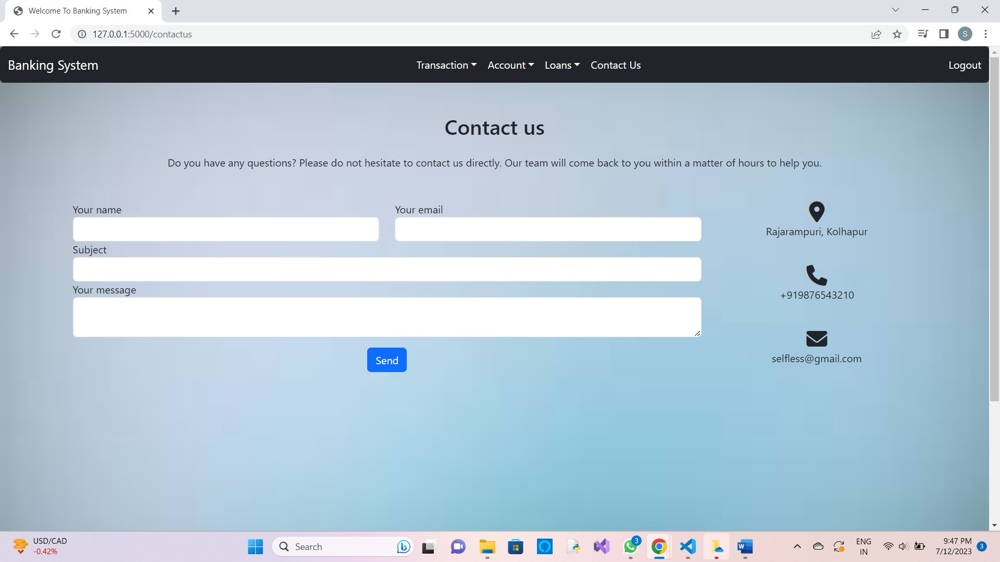 Welcome To Banking System
127.0.0.1:5000/contactus
S
Banking System
Transaction
Account
Loans
Contact Us
Logout
Contact us
Do you have any questions? Please do not hesitate to contact us directly. Our team will come back to you within a matter of hours to help you.
Your name
Your email
Subject
Your message
Send
Rajarampuri, Kolhapur
+919876543210
selfless@gmail.com
USD/CAD
-0.42%
Search
3
W
ENG
IN
9:47 PM
7/12/2023
3